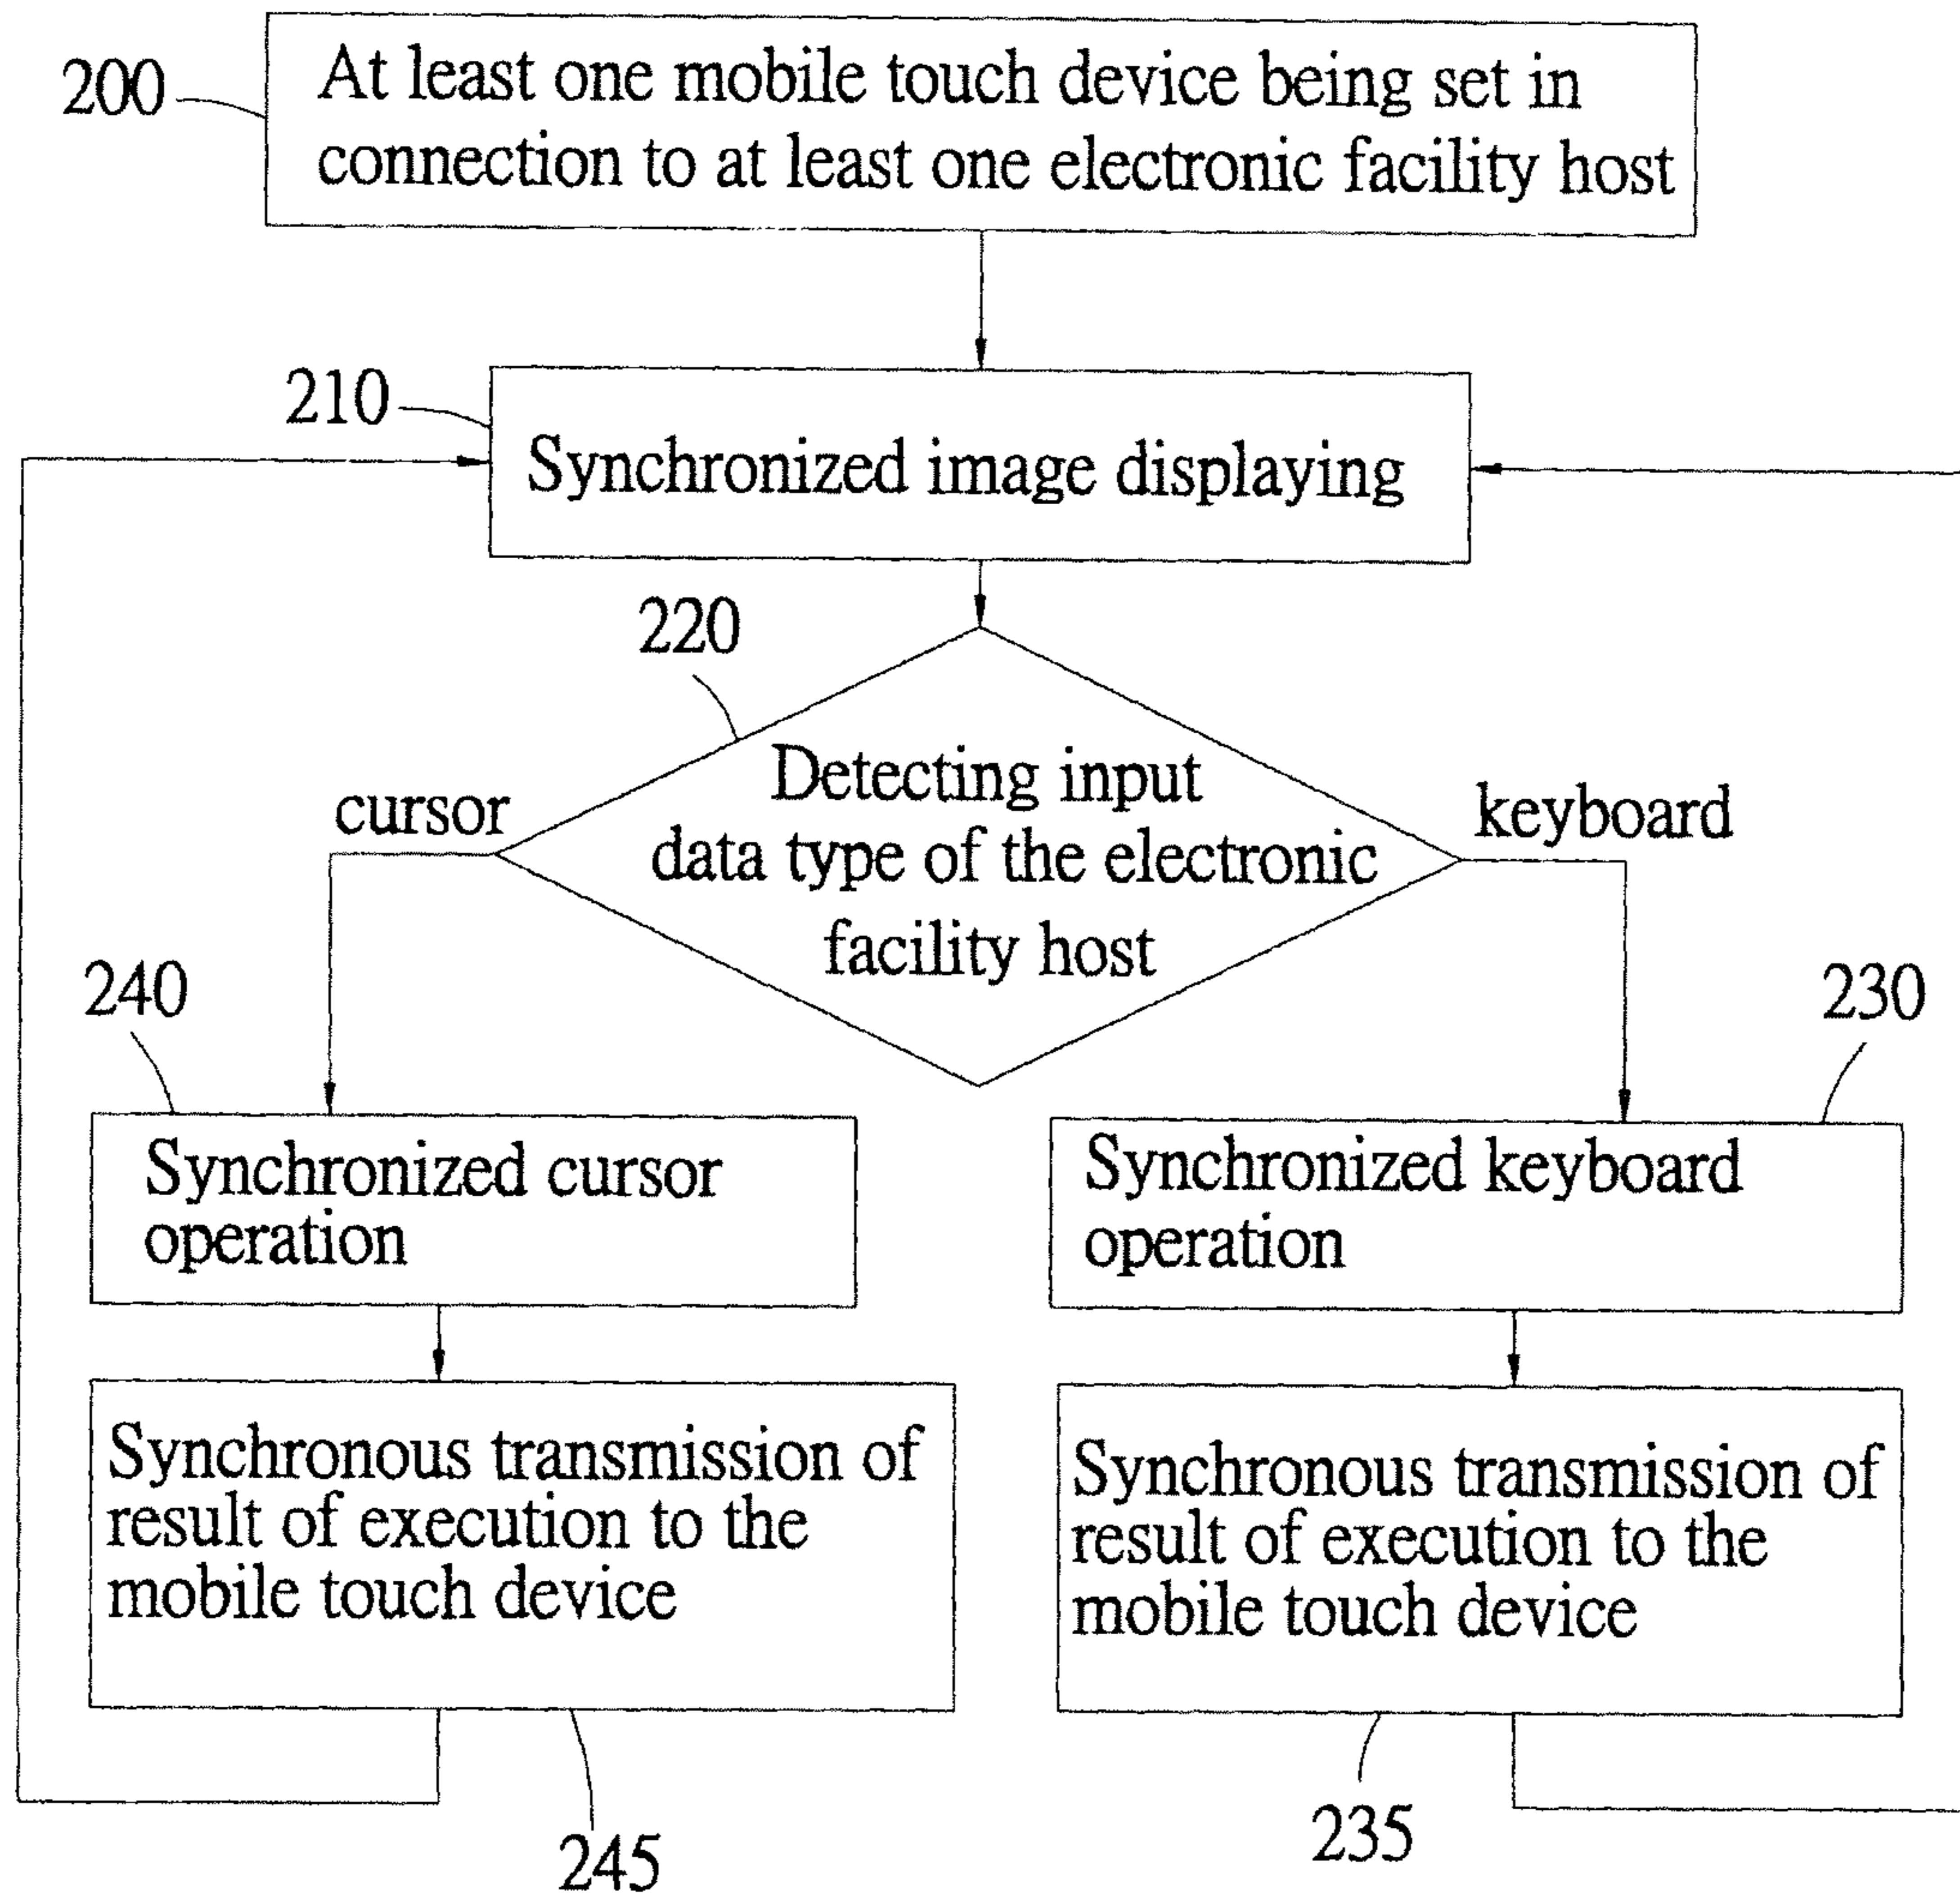 200
At least one mobile touch device being set in
connection to at least one electronic facility host
210
Synchronized image displaying
220
Detecting input
data type of the electronic
facility host
cursor
keyboard
240
Synchronized cursor
operation
230
Synchronized keyboard
operation
Synchronous transmission of
result of execution to the
mobile touch device
245
Synchronous transmission of
result of execution to the
mobile touch device
235